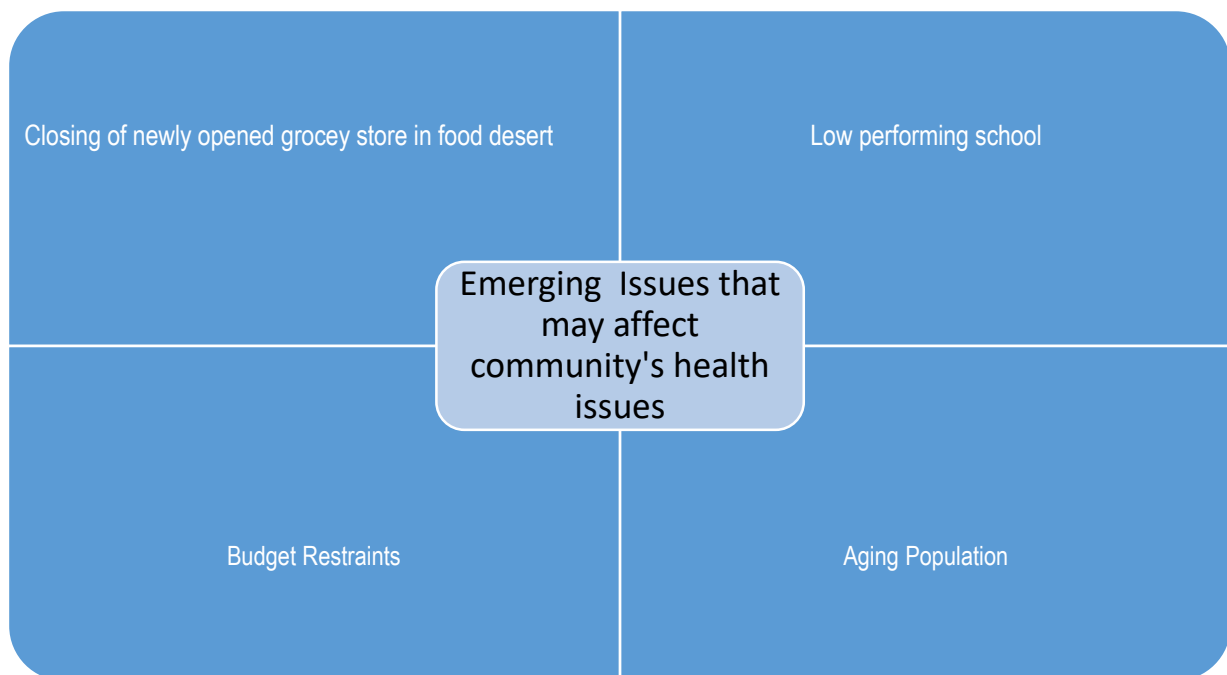 Closing of newly opened grocey store in food desert
Low performing school
Emerging  Issues that
may affect
community's health
issues
Budget Restraints
Aging Population